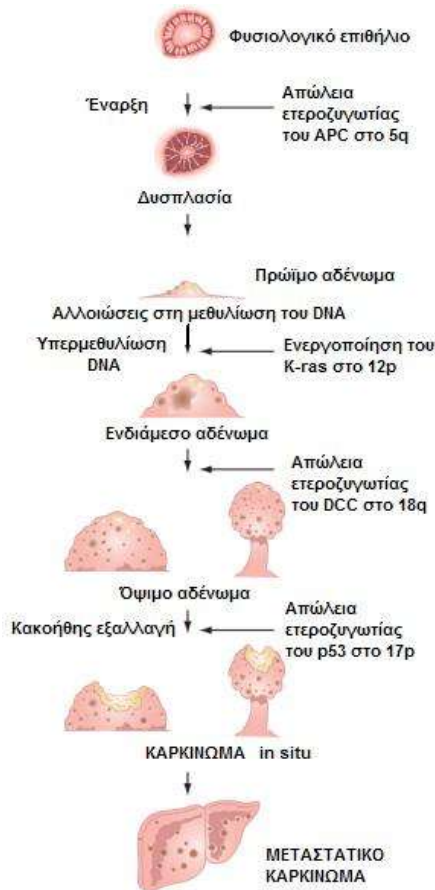 Φυσιολογικό επιθήλιο
Έναρξη
Απώλεια
ετεροζυγωτίας
του APC στο 5q
Δυσπλασία
Πρώϊμο αδένωμα
Αλλοιώσεις στη μεθυλίωση του DNA
Υπερμεθυλίωση
DNA
Ενεργοποίηση του
K-ras στο 12p
Ενδιάμεσο αδένωμα
Απώλεια
ετεροζυγωτίας
του DCC στο 18q
Όψιμο αδένωμα
Κακοήθης εξαλλαγή
Απώλεια
ετεροζυγωτίας
του p53 στο 17p
ΚΑΡΚΙΝΩΜΑ in situ
ΜΕΤΑΣΤΑΤΙΚΟ
ΚΑΡΚΙΝΩΜΑ